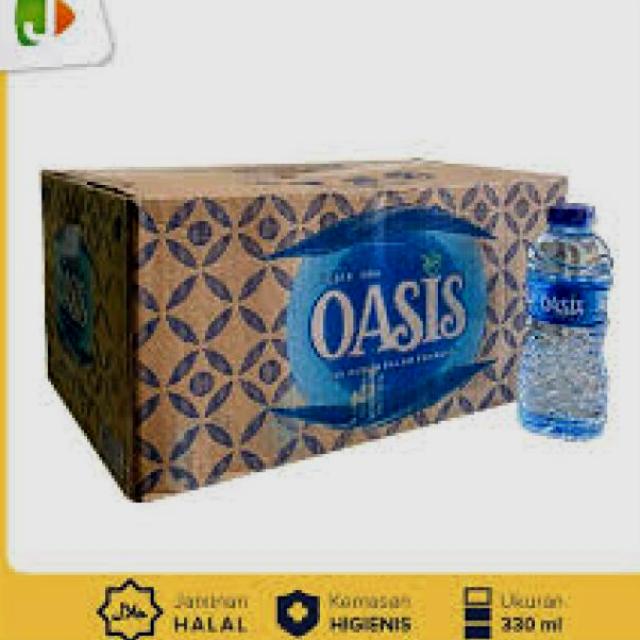 OASIS
OASIS
Jaminan
HALAL
Kemasan
HIGIENIS
Ukuran
330 ml